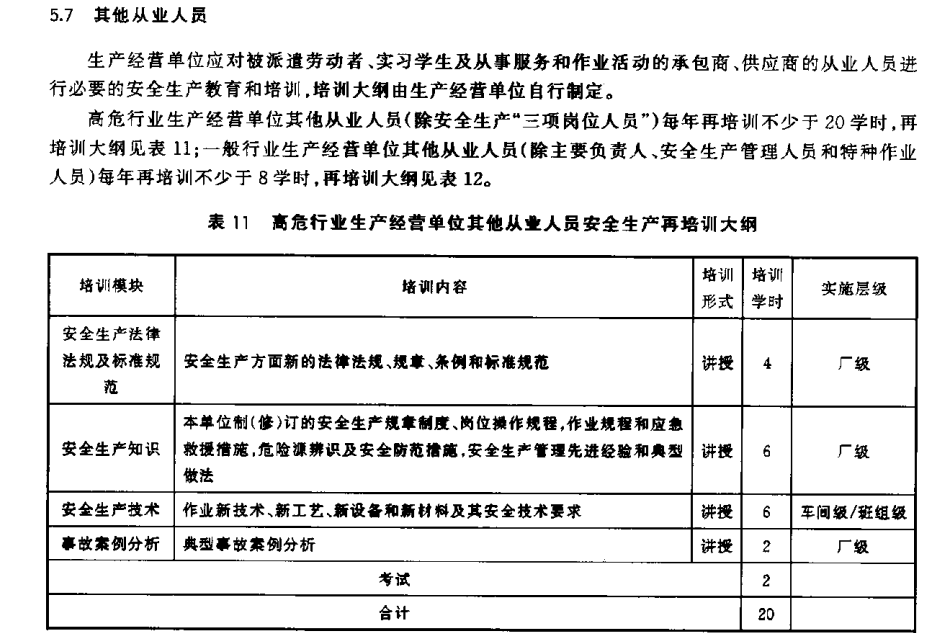 5.7 其他从业人员
生产经营单位应对被派遣劳动者、实习学生及从事服务和作业活动的承包商、供应商的从业人员进
行必要的安全生产教育和培训,培训大纲由生产经营单位自行制定。
高危行业生产经营单位其他从业人员(除安全生产“三项岗位人员”)每年再培训不少于 20 学时,再
培训大纲见表 11;一般行业生产经营单位其他从业人员(除主要负责人、安全生产管理人员和特种作业
人员)每年再培训不少于 8 学时,再培训大纲见表 12。
表 11 高危行业生产经营单位其他从业人员安全生产再培训大纲
培训模块 培训内容 培训形式 培训学时 实施层级
安全生产法律
法规及标准规
范
安全生产方面新的法律法规、规章、条例和标准规范 讲授 4 厂级
安全生产知识
本单位制(修)订的安全生产规章制度、岗位操作规程,作业规程和应急
救援措施,危险源辨识及安全防范措施,安全生产管理先进经验和典型
做法
讲授 6 厂级
安全生产技术 作业新技术、新工艺、新设备和新材料及其安全技术要求 讲授 6 车间级/班组级
事故案例分析 典型事故案例分析 讲授 2 厂级
考试 2
合计 20